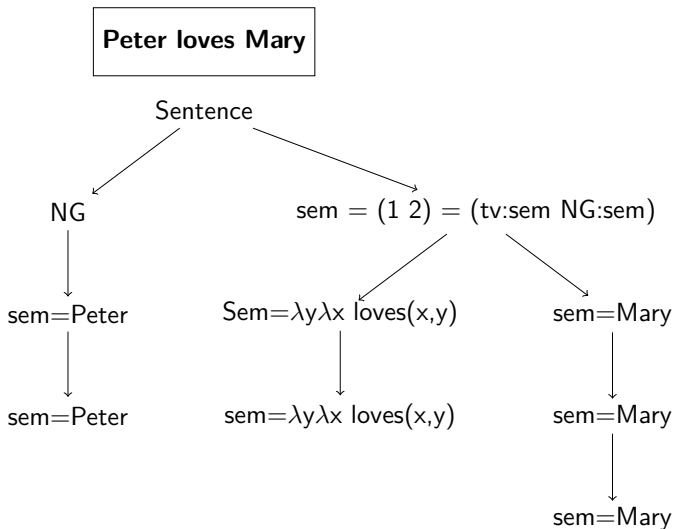 Peter loves Mary
Sentence
NG
sem = (1 2) = (tv:sem NG:sem)
sem=Peter
Sem=λyλx loves(x,y)
sem=Mary
sem=Peter
sem=λyλx loves(x,y)
sem=Mary
sem=Mary